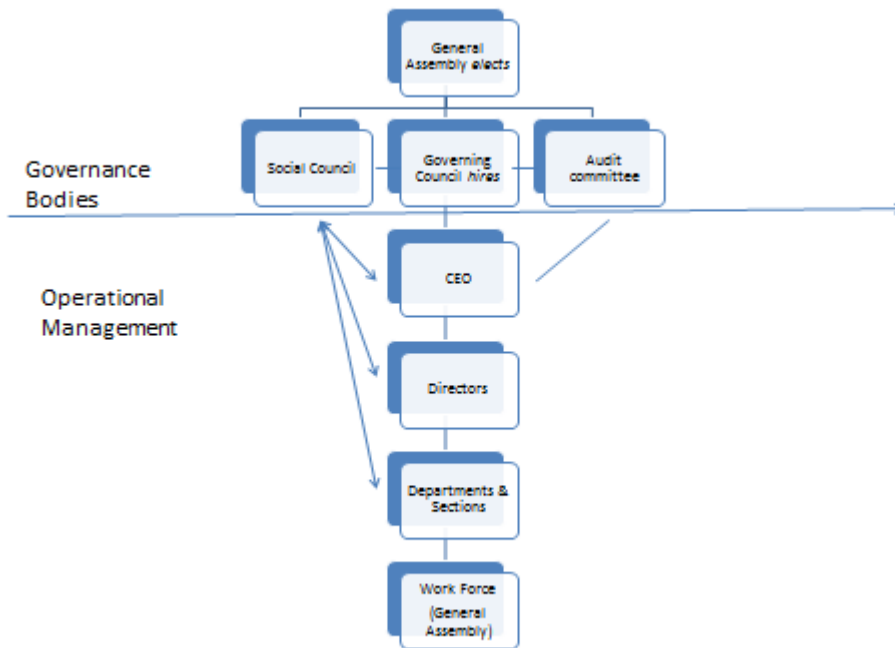 General
Assembly elects
Social Council
Governing
Council hires
Audit
committee
Governance
Bodies
CEO
Operational
Management
Directors
Departments &
Sections
Work Force
(General
Assembly)